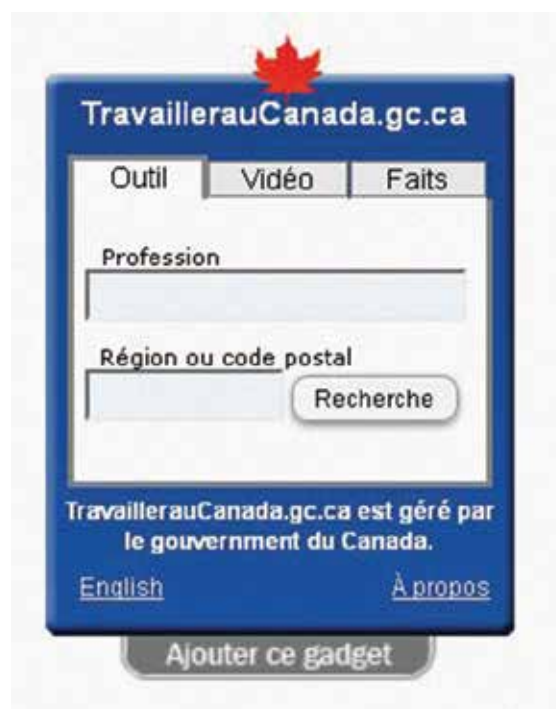 TravaillerauCanada.gc.ca
Outil Vidéo Faits
Profession
Région ou code postal
Recherche
TravaillerauCanada.gc.ca est géré par
le gouvernment du Canada.
English À propos
Ajouter ce gadget